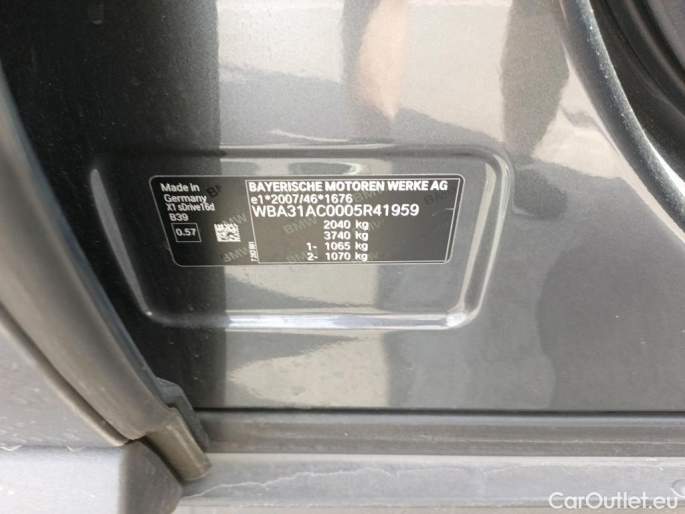 Made in
Germany
X1 sDrive16d
B39
0.57
BAYERISCHE MOTOREN WERKE AG
e1*2007/46*1676
WBA31AC0005R41959
2040 kg
3740 kg
1- 1065 kg
2- 1070 kg
CarOutlet.eu